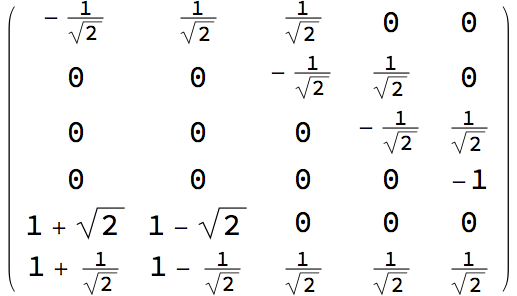 - 1/√2 1/√2 1/√2 0 0
0 0 - 1/√2 1/√2 0
0 0 0 - 1/√2 1/√2
0 0 0 0 -1
1 + √2 1 - √2 0 0 0
1 + 1/√2 1 - 1/√2 1/√2 1/√2 1/√2